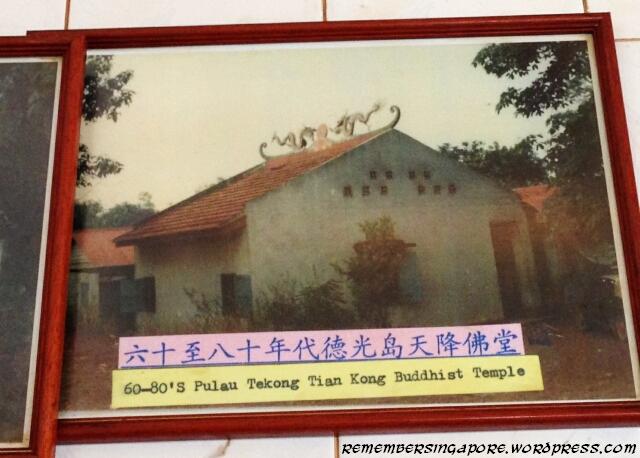 六十至八十年代德光岛天降佛堂
60-80'S Pulau Tekong Tian Kong Buddhist Temple
REMEMBERSINGAPORE.WORDPRESS.COM